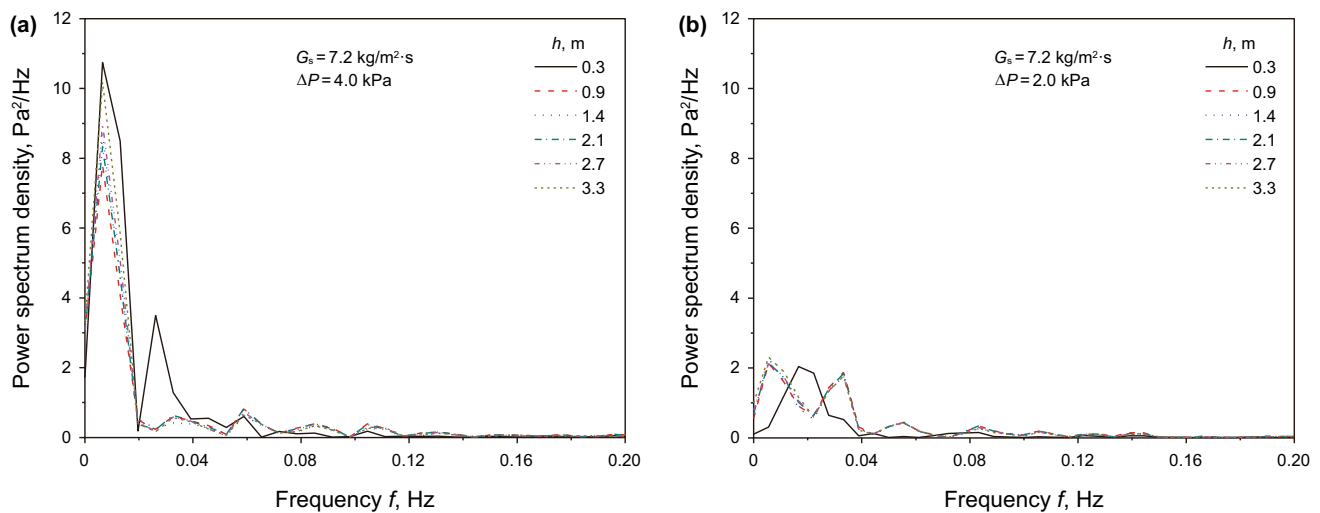 (a)
12
10
8
6
4
2
0
Power spectrum density, Pa²/Hz
Gₛ = 7.2 kg/m²·s
ΔP = 4.0 kPa
h, m
0.3
0.9
1.4
2.1
2.7
3.3
0 0.04 0.08 0.12 0.16 0.20
Frequency f, Hz
(b)
12
10
8
6
4
2
0
Power spectrum density, Pa²/Hz
Gₛ = 7.2 kg/m²·s
ΔP = 2.0 kPa
h, m
0.3
0.9
1.4
2.1
2.7
3.3
0 0.04 0.08 0.12 0.16 0.20
Frequency f, Hz